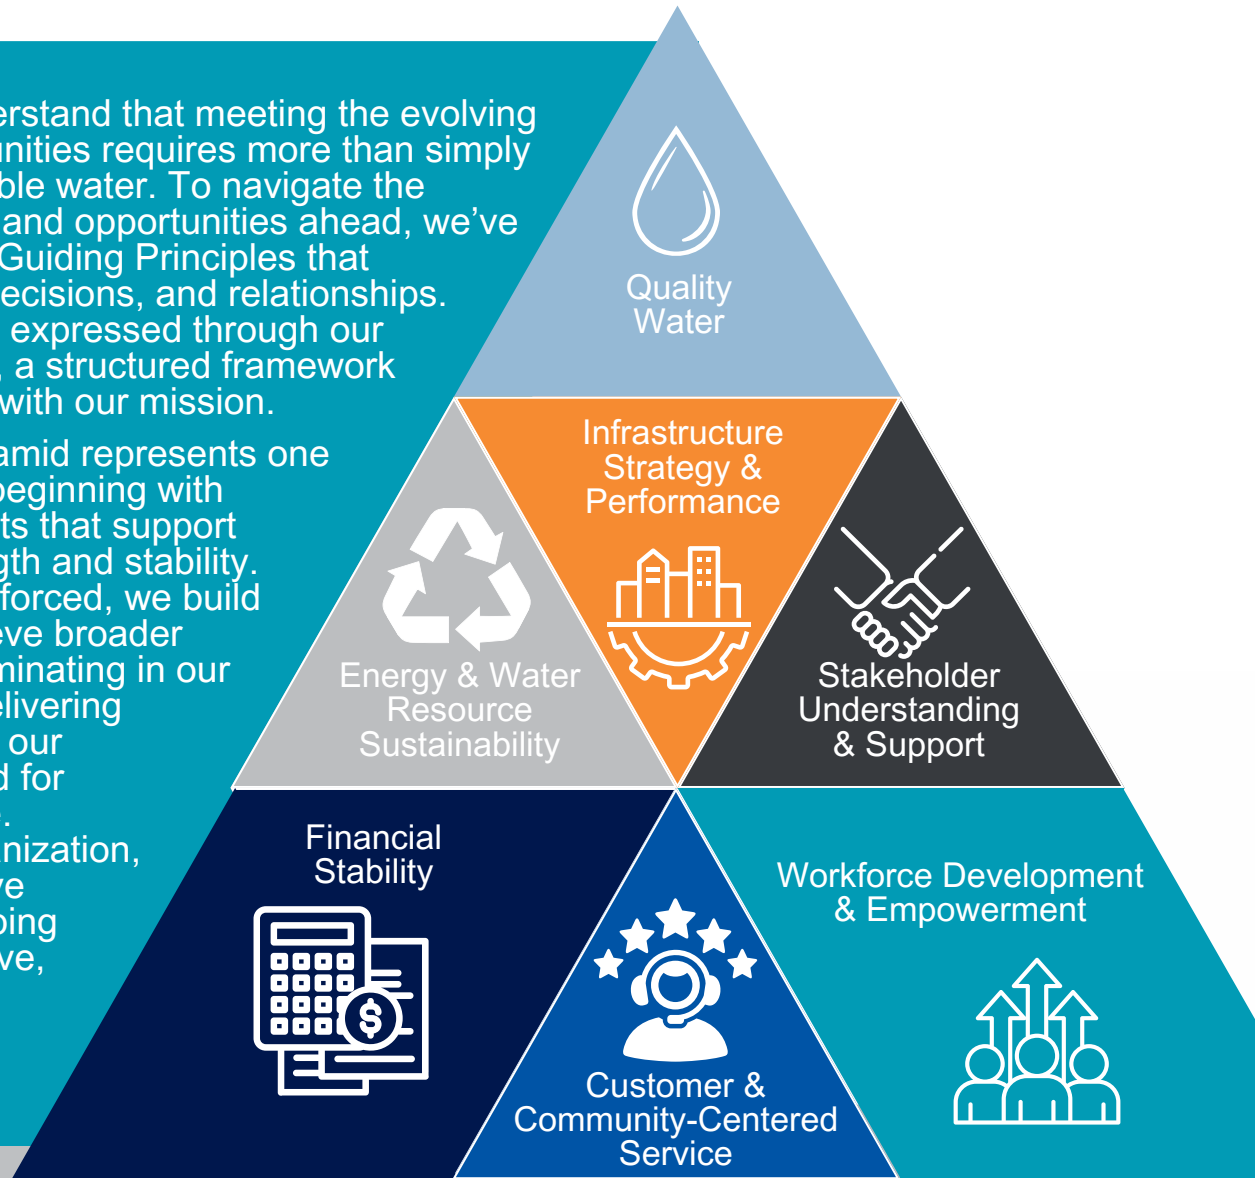 erstand that meeting the evolving
unities requires more than simply
ble water. To navigate the
and opportunities ahead, we've
Guiding Principles that
ecisions, and relationships.
expressed through our
, a structured framework
with our mission.
amid represents one
beginning with
ts that support
gth and stability.
forced, we build
eve broader
minating in our
elivering
our
d for
.
nization,
ve
ping
ve,
Quality
Water
Infrastructure
Strategy &
Performance
Energy & Water
Resource
Sustainability
Stakeholder
Understanding
& Support
Financial
Stability
$
Customer &
Community-Centered
Service
Workforce Development
& Empowerment